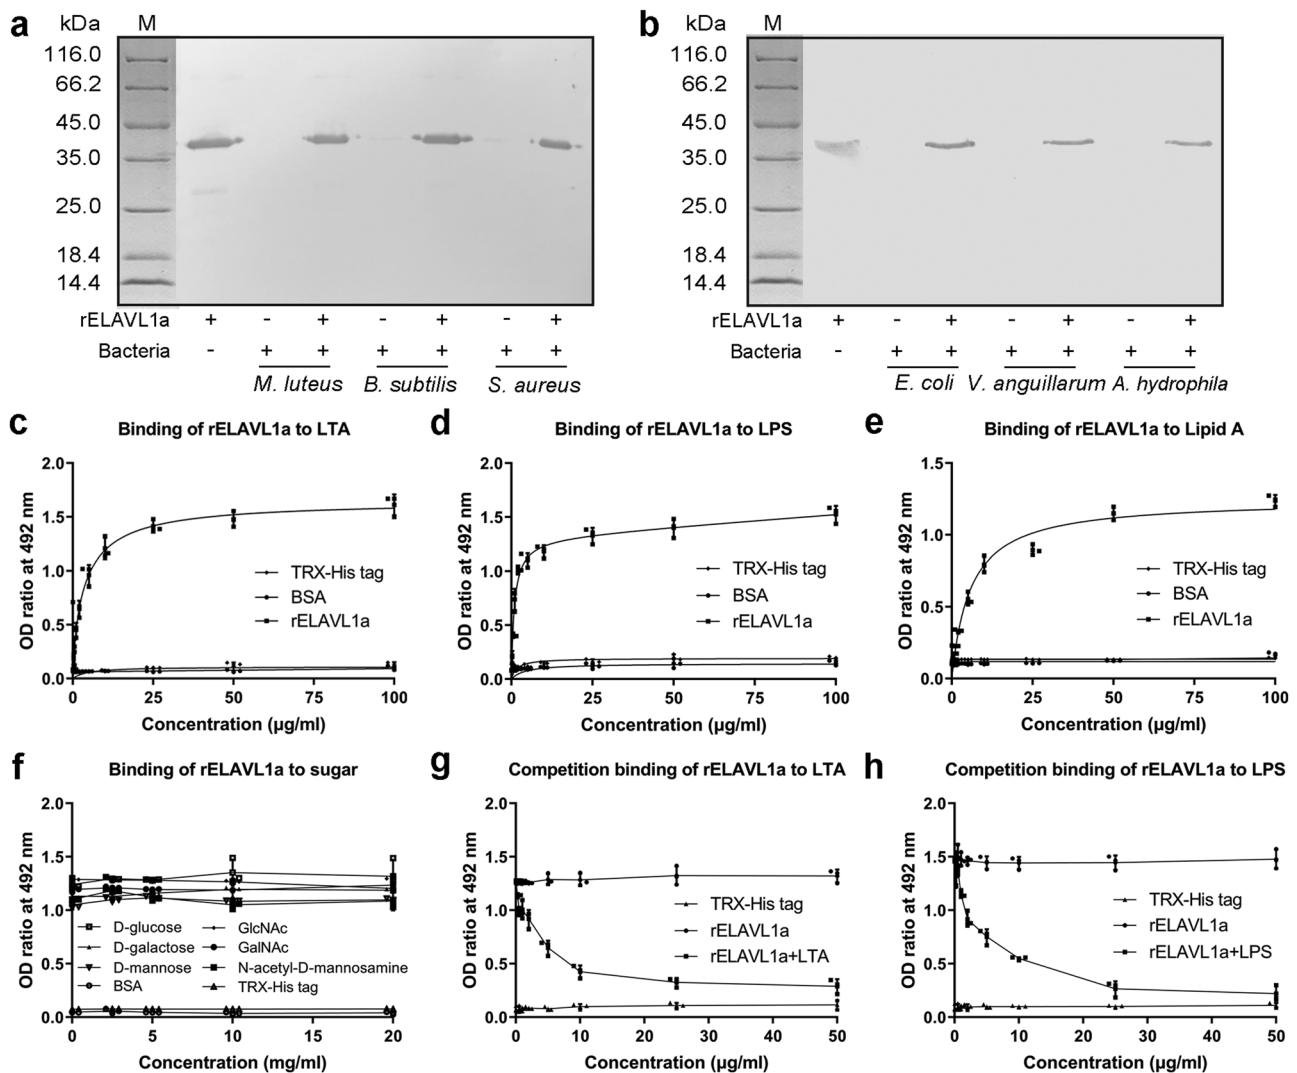 a
kDa M
116.0
66.2
45.0
35.0
25.0
18.4
14.4
rELAVL1a + - + - + - +
Bacteria - + + + + + +
M. luteus B. subtilis S. aureus
b
kDa M
116.0
66.2
45.0
35.0
25.0
18.4
14.4
rELAVL1a + - + - + - +
Bacteria - + + + + + +
E. coli V. anguillarum A. hydrophila
c Binding of rELAVL1a to LTA
OD ratio at 492 nm
2.0
1.5
1.0
0.5
0.0
TRX-His tag
BSA
rELAVL1a
0 25 50 75 100
Concentration (µg/ml)
d Binding of rELAVL1a to LPS
OD ratio at 492 nm
2.0
1.5
1.0
0.5
0.0
TRX-His tag
BSA
rELAVL1a
0 25 50 75 100
Concentration (µg/ml)
e Binding of rELAVL1a to Lipid A
OD ratio at 492 nm
1.5
1.0
0.5
0.0
TRX-His tag
BSA
rELAVL1a
0 25 50 75 100
Concentration (µg/ml)
f Binding of rELAVL1a to sugar
OD ratio at 492 nm
2.0
1.5
1.0
0.5
0.0
D-glucose GlcNAc
D-galactose GalNAc
D-mannose N-acetyl-D-mannosamine
BSA TRX-His tag
0 5 10 15 20
Concentration (mg/ml)
g Competition binding of rELAVL1a to LTA
OD ratio at 492 nm
2.0
1.5
1.0
0.5
0.0
TRX-His tag
rELAVL1a
rELAVL1a+LTA
0 10 20 30 40 50
Concentration (µg/ml)
h Competition binding of rELAVL1a to LPS
OD ratio at 492 nm
2.0
1.5
1.0
0.5
0.0
TRX-His tag
rELAVL1a
rELAVL1a+LPS
0 10 20 30 40 50
Concentration (µg/ml)